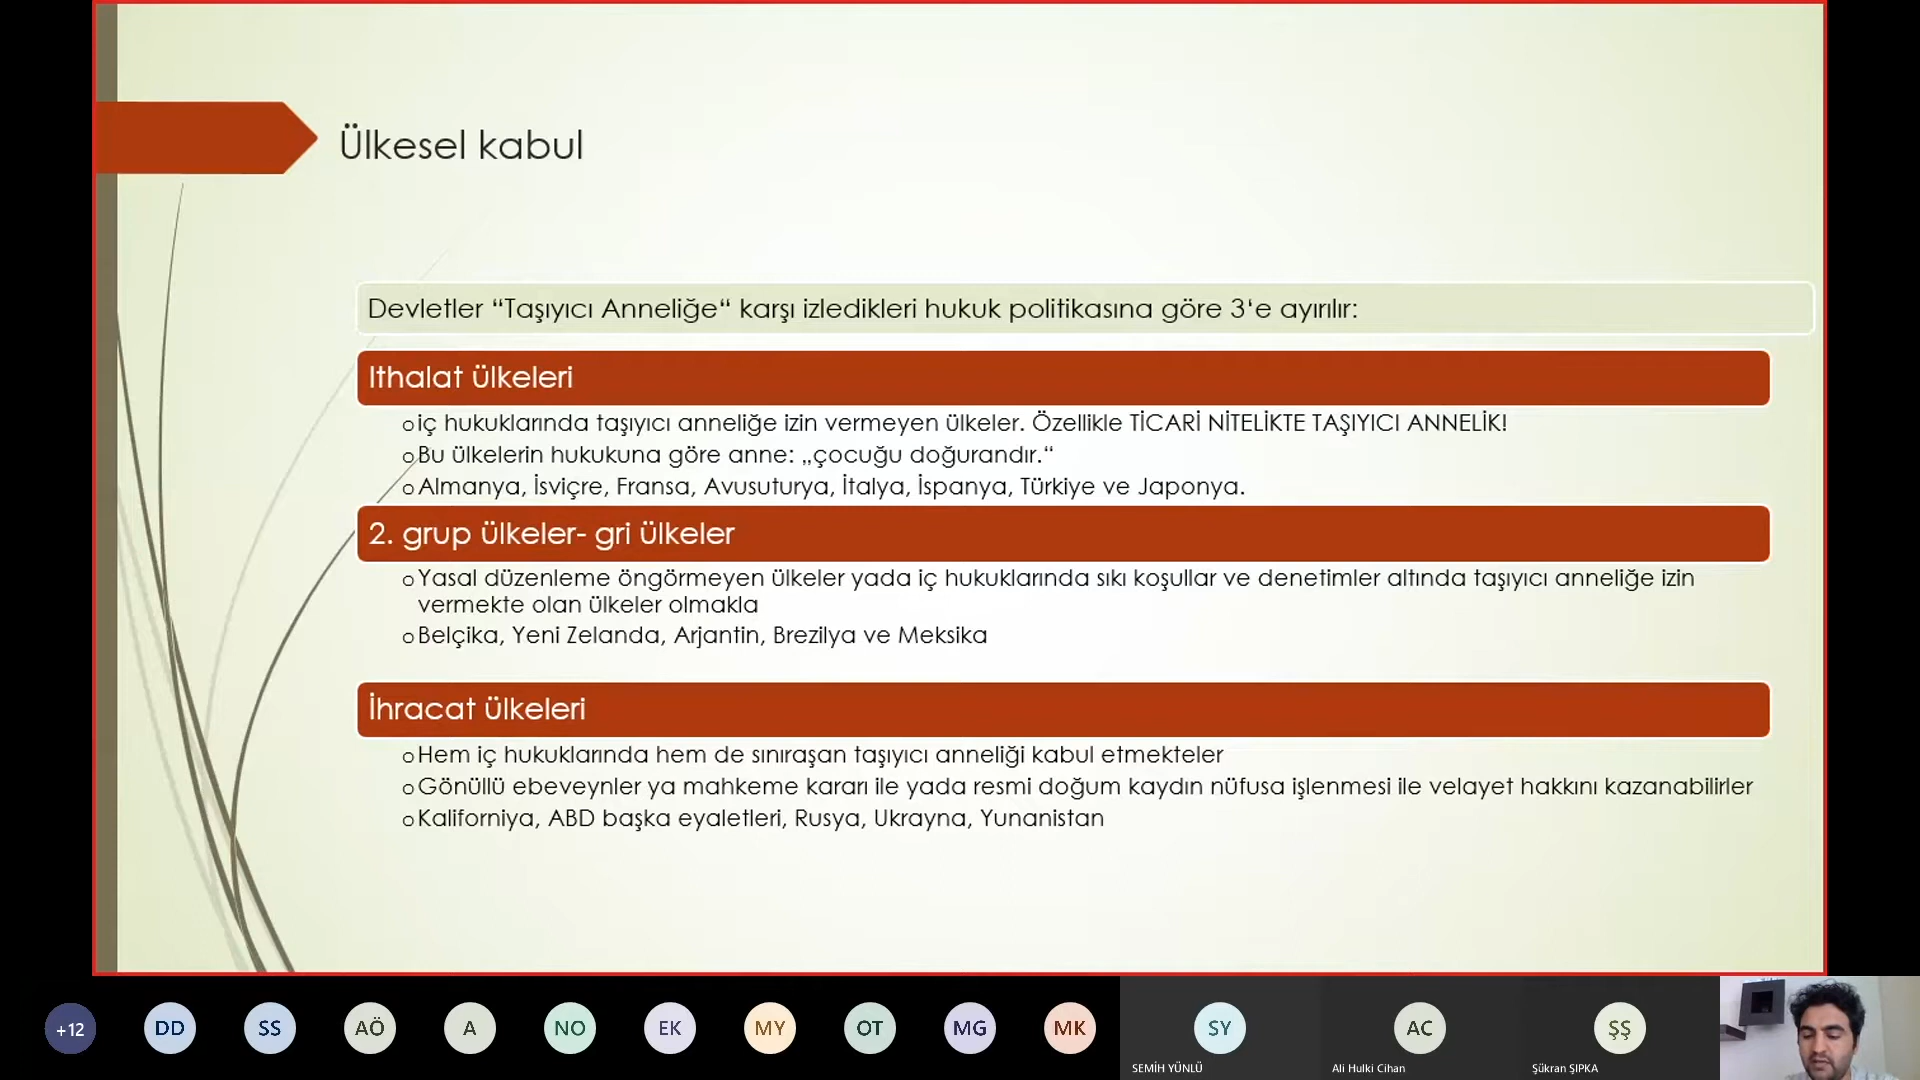 Ülkesel kabul
Devletler “Taşıyıcı Anneliğe“ karşı izledikleri hukuk politikasına göre 3‘e ayırılır:
Ithalat ülkeleri
o iç hukuklarında taşıyıcı anneliğe izin vermeyen ülkeler. Özellikle TİCARİ NİTELİKTE TAŞIYICI ANNELİK!
o Bu ülkelerin hukukuna göre anne: „çocuğu doğurandır.“
o Almanya, İsviçre, Fransa, Avusuturya, İtalya, İspanya, Türkiye ve Japonya.
2. grup ülkeler- gri ülkeler
o Yasal düzenleme öngörmeyen ülkeler yada iç hukuklarında sıkı koşullar ve denetimler altında taşıyıcı anneliğe izin
vermekte olan ülkeler olmakla
o Belçika, Yeni Zelanda, Arjantin, Brezilya ve Meksika
İhracat ülkeleri
o Hem iç hukuklarında hem de sınıraşan taşıyıcı anneliği kabul etmekteler
o Gönüllü ebeveynler ya mahkeme kararı ile yada resmi doğum kaydın nüfusa işlenmesi ile velayet hakkını kazanabilirler
o Kaliforniya, ABD başka eyaletleri, Rusya, Ukrayna, Yunanistan
+12 DD SS AÖ A NO EK MY OT MG MK SY AC ŞŞ
SEMİH YÜNLÜ Ali Hulki Cihan Şükran ŞIPKA